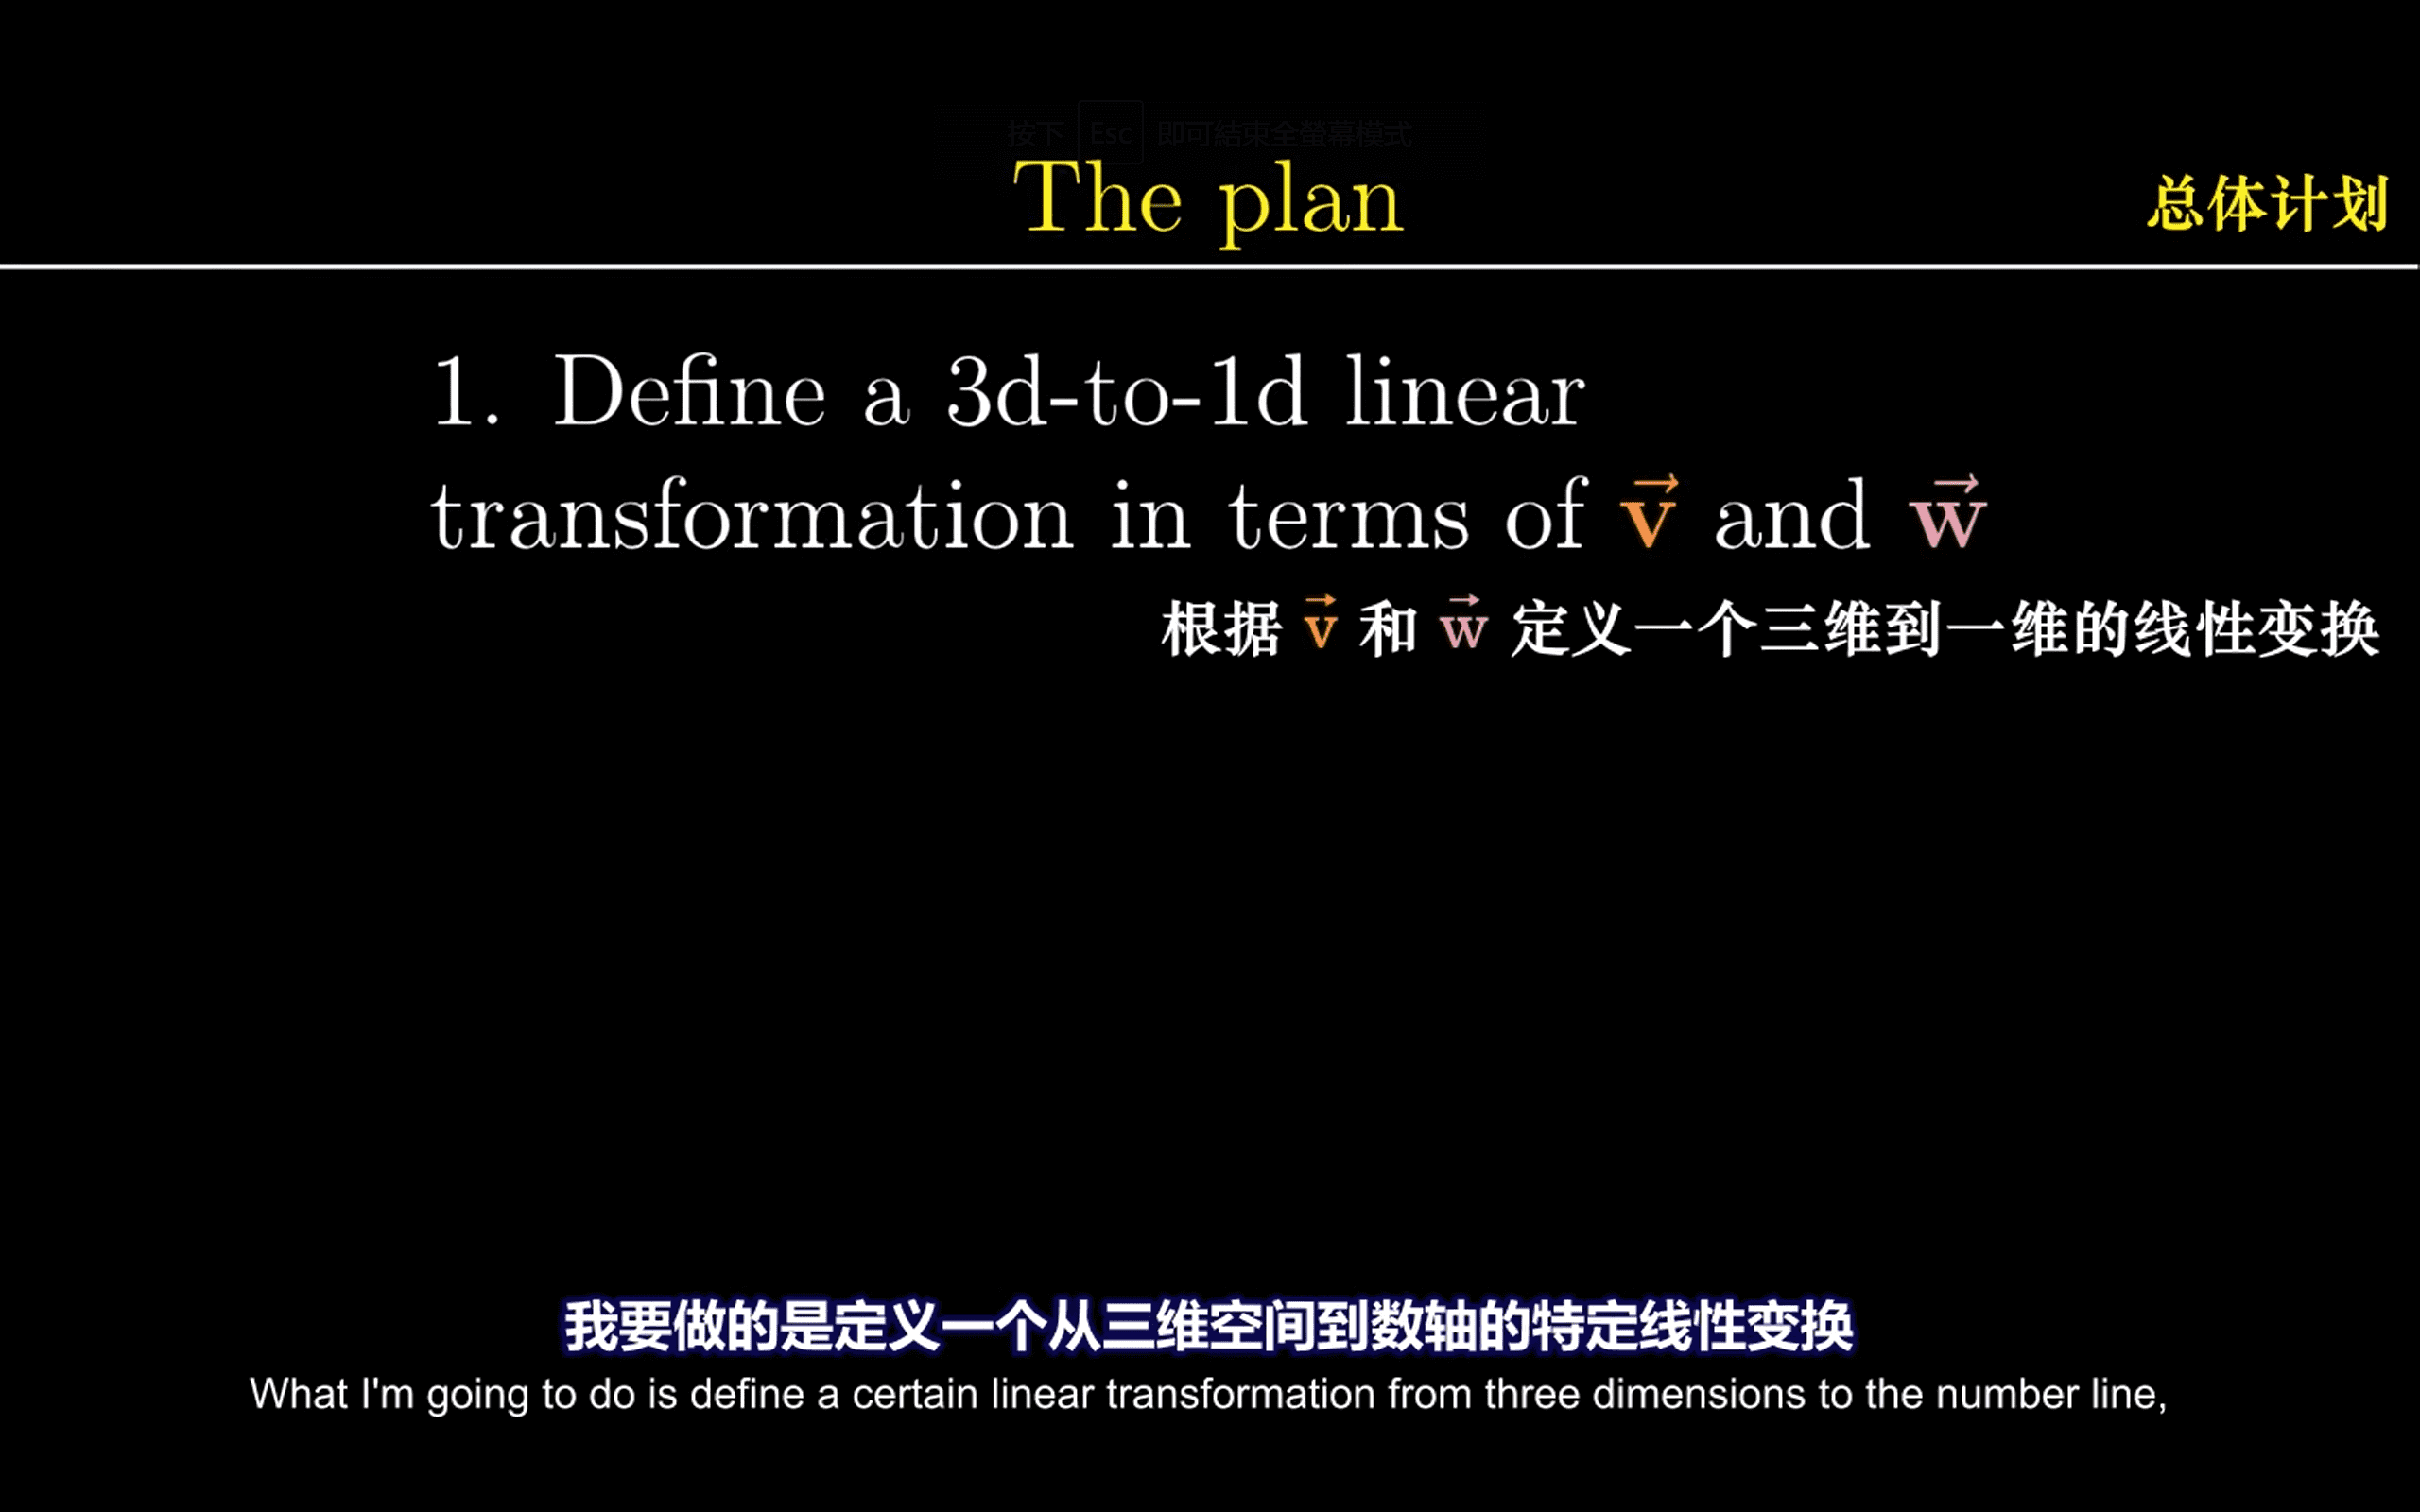 按下 Esc 即可結束全螢幕模式
The plan
总体计划
1. Define a 3d-to-1d linear
transformation in terms of v⃗ and w⃗
根据 v⃗ 和 w⃗ 定义一个三维到一维的线性变换
我要做的是定义一个从三维空间到数轴的特定线性变换
What I'm going to do is define a certain linear transformation from three dimensions to the number line,